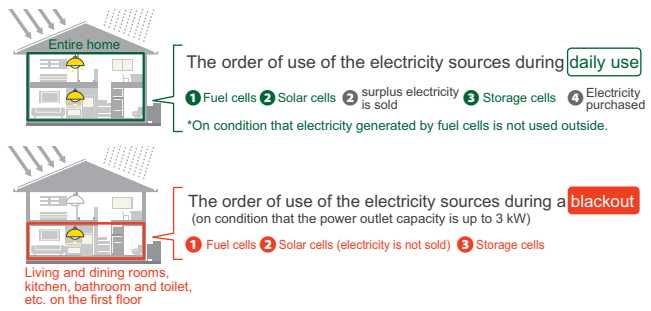 Entire home
The order of use of the electricity sources during daily use
1 Fuel cells 2 Solar cells 2 surplus electricity is sold 3 Storage cells 4 Electricity purchased
*On condition that electricity generated by fuel cells is not used outside.
The order of use of the electricity sources during a blackout
(on condition that the power outlet capacity is up to 3 kW)
1 Fuel cells 2 Solar cells (electricity is not sold) 3 Storage cells
Living and dining rooms,
kitchen, bathroom and toilet,
etc. on the first floor